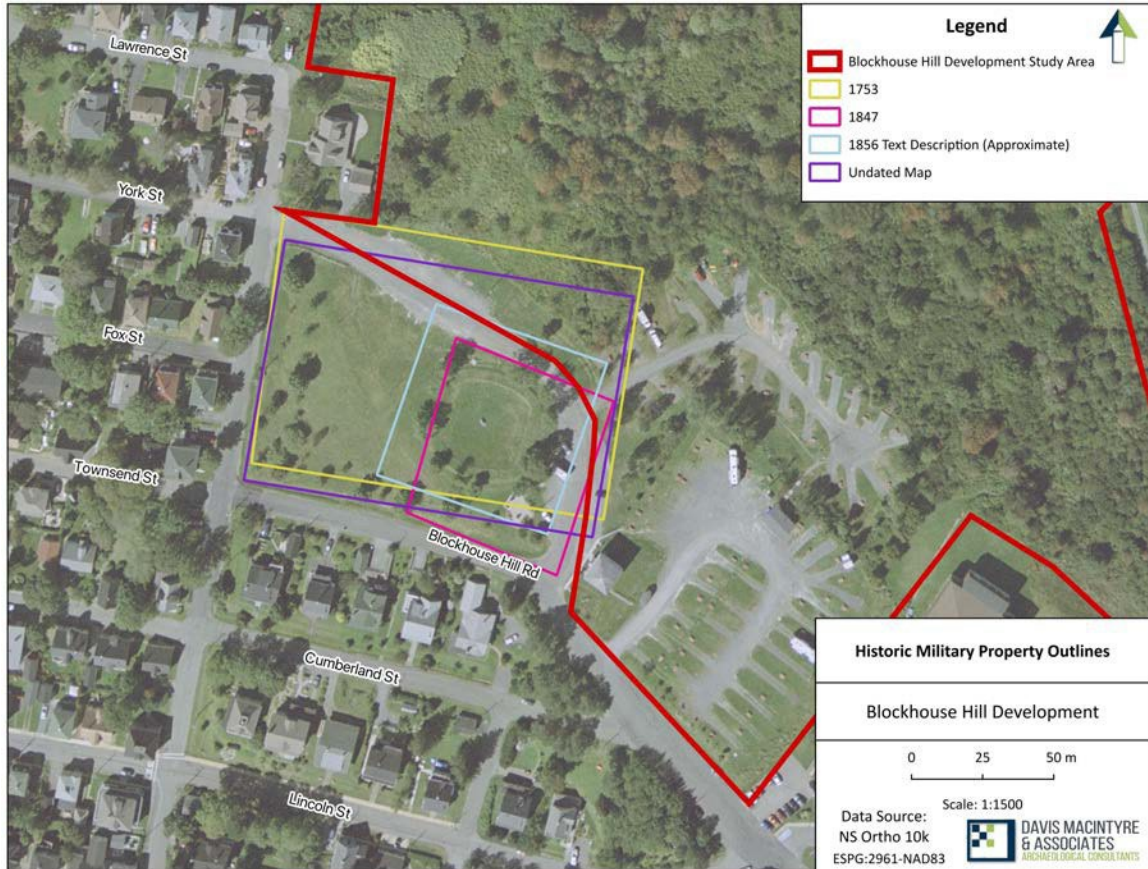 Legend
Blockhouse Hill Development Study Area
1753
1847
1856 Text Description (Approximate)
Undated Map
Lawrence St
York St
Fox St
Townsend St
Blockhouse Hill Rd
Cumberland St
Lincoln St
Historic Military Property Outlines
Blockhouse Hill Development
0 25 50 m
Scale: 1:1500
Data Source:
NS Ortho 10k
ESPG:2961-NAD83
DAVIS MACINTYRE
& ASSOCIATES
ARCHAEOLOGICAL CONSULTANTS